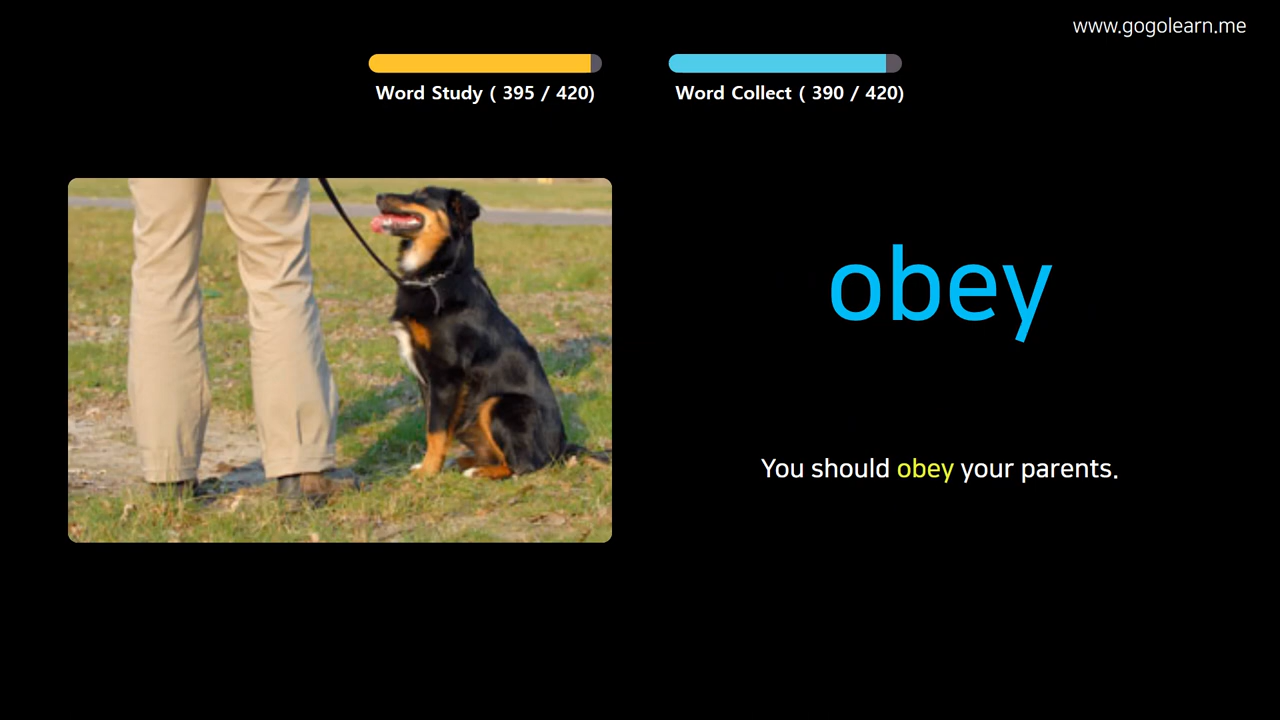 www.gogolearn.me
Word Study ( 395 / 420)
Word Collect ( 390 / 420)
obey
You should obey your parents.